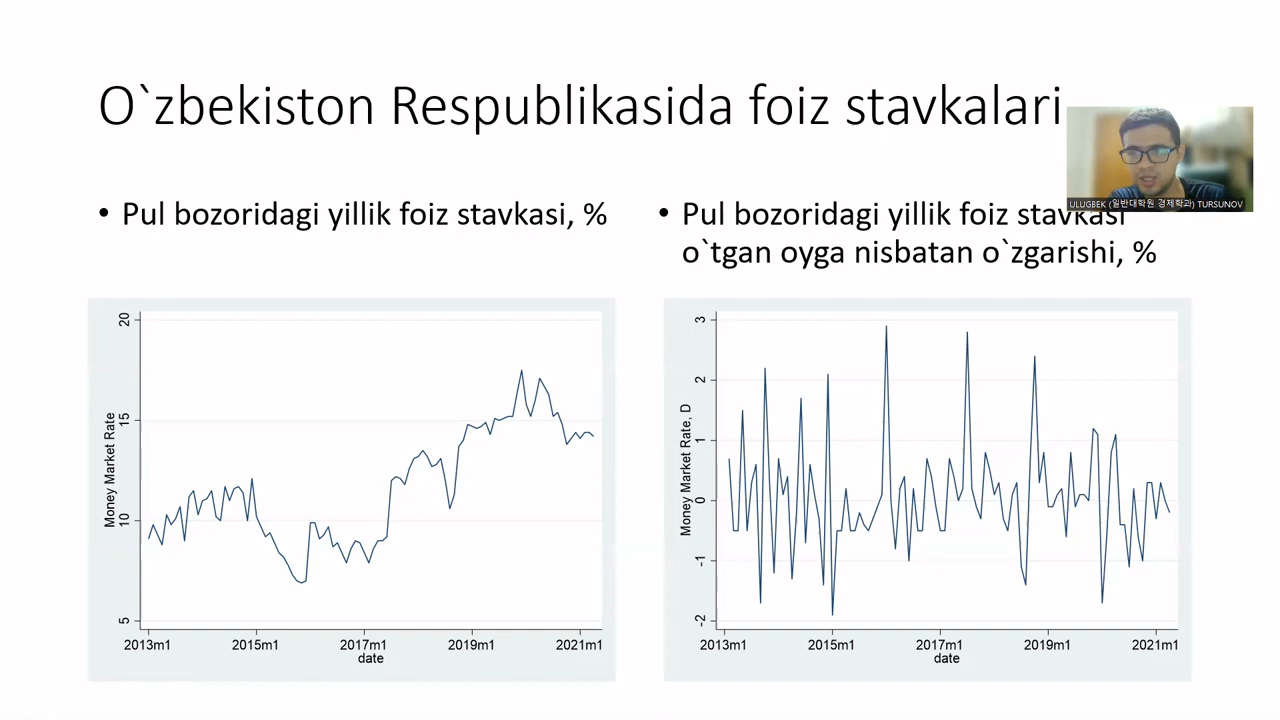 O`zbekiston Respublikasida foiz stavkalari
ULUGBEK (일반대학원 경제학과) TURSUNOV
• Pul bozoridagi yillik foiz stavkasi, %
• Pul bozoridagi yillik foiz stavkasi
o`tgan oyga nisbatan o`zgarishi, %
Money Market Rate
20
15
10
5
2013m1 2015m1 2017m1 2019m1 2021m1
date
Money Market Rate, D
3
2
1
0
-1
-2
2013m1 2015m1 2017m1 2019m1 2021m1
date